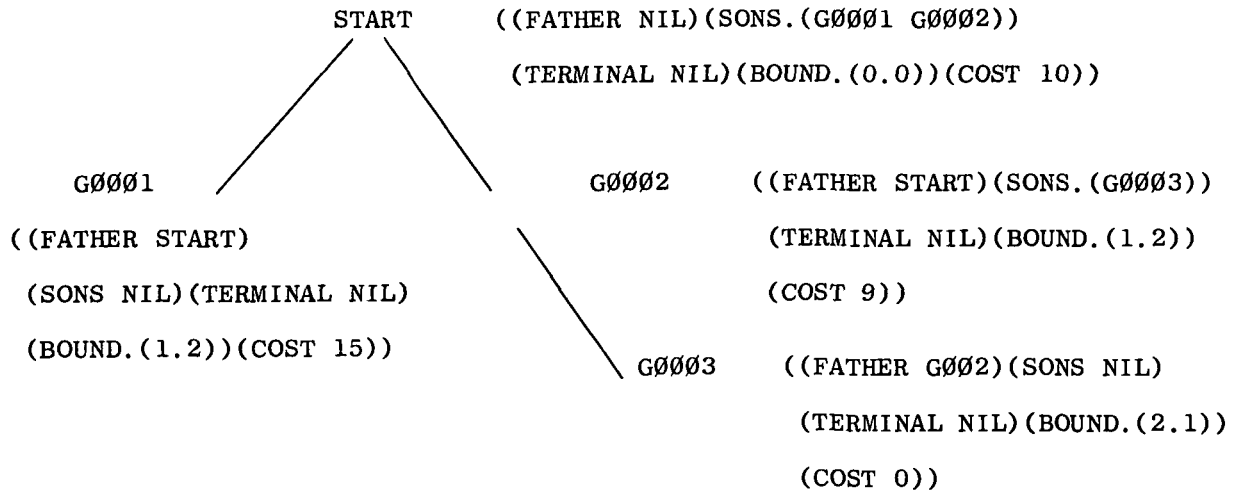 START ((FATHER NIL)(SONS.(GØØØ1 GØØØ2))
(TERMINAL NIL)(BOUND.(0.0))(COST 10))
GØØØ1
((FATHER START)
(SONS NIL)(TERMINAL NIL)
(BOUND.(1.2))(COST 15))
GØØØ2 ((FATHER START)(SONS.(GØØØ3))
(TERMINAL NIL)(BOUND.(1.2))
(COST 9))
GØØØ3 ((FATHER GØØ2)(SONS NIL)
(TERMINAL NIL)(BOUND.(2.1))
(COST 0))